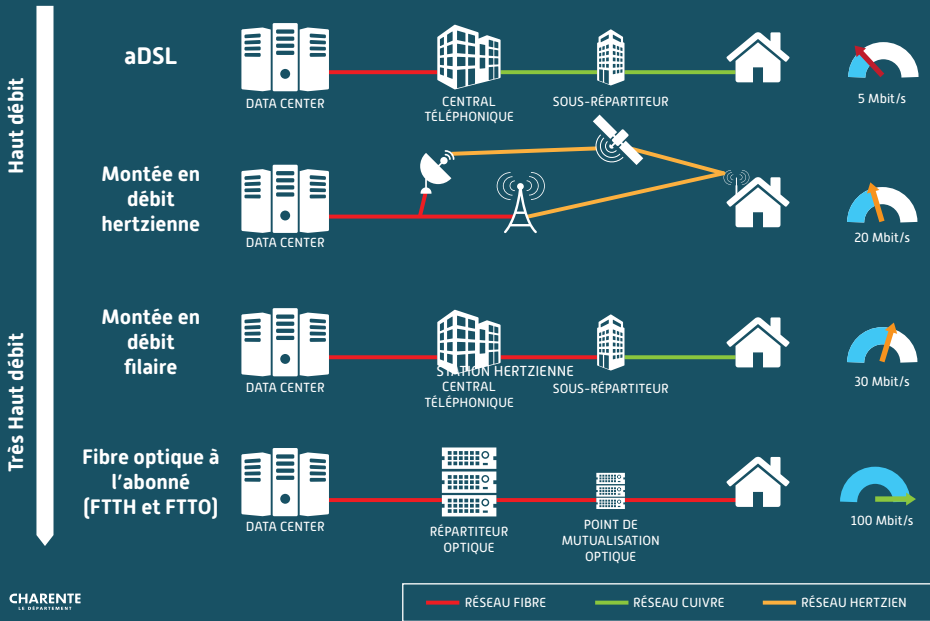 Haut débit
aDSL
DATA CENTER
CENTRAL
TÉLÉPHONIQUE
SOUS-RÉPARTITEUR
5 Mbit/s
Montée en
débit
hertzienne
DATA CENTER
20 Mbit/s
Très Haut débit
Montée en
débit
filaire
DATA CENTER
STATION HERTZIENNE
CENTRAL
TÉLÉPHONIQUE
SOUS-RÉPARTITEUR
30 Mbit/s
Fibre optique à
l'abonné
(FTTH et FTTO)
DATA CENTER
RÉPARTITEUR
OPTIQUE
POINT DE
MUTUALISATION
OPTIQUE
100 Mbit/s
CHARENTE
LE DÉPARTEMENT
RÉSEAU FIBRE
RÉSEAU CUIVRE
RÉSEAU HERTZIEN